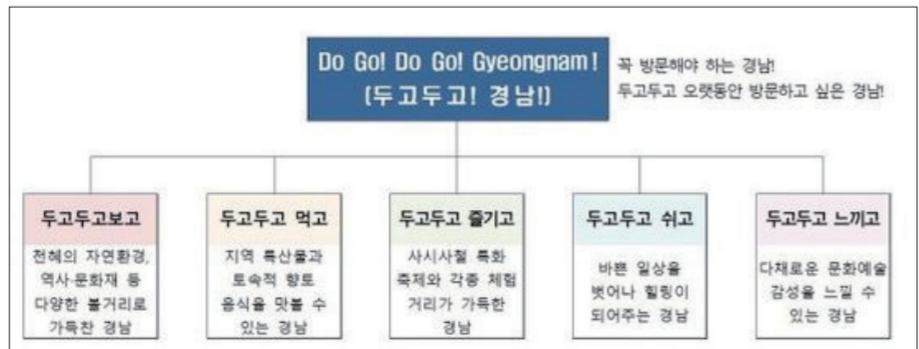 Do Go! Do Go! Gyeongnam!
(두고두고! 경남!)
꼭 방문해야 하는 경남!
두고두고 오랫동안 방문하고 싶은 경남!
두고두고보고
천혜의 자연환경,
역사·문화재 등
다양한 볼거리로
가득찬 경남
두고두고 먹고
지역 특산물과
토속적 향토
음식을 맛볼 수
있는 경남
두고두고 즐기고
사시사철 특화
축제와 각종 체험
거리가 가득한
경남
두고두고 쉬고
바쁜 일상을
벗어나 힐링이
되어주는 경남
두고두고 느끼고
다채로운 문화예술
감성을 느낄 수
있는 경남